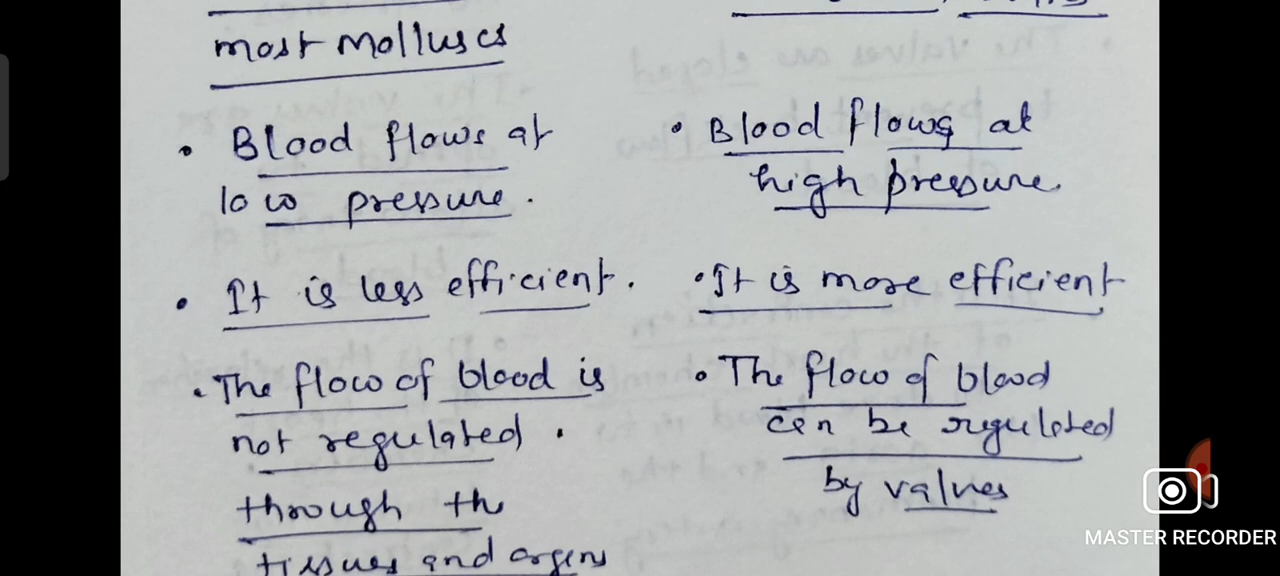 most Molluscs
• Blood flows at
low pressure.
• It is less efficient.
• The flow of blood is
not regulated.
through the
tissues and organs
• Blood flows at
high pressure.
• It is more efficient
• The flow of blood
can be regulated
by valves
MASTER RECORDER